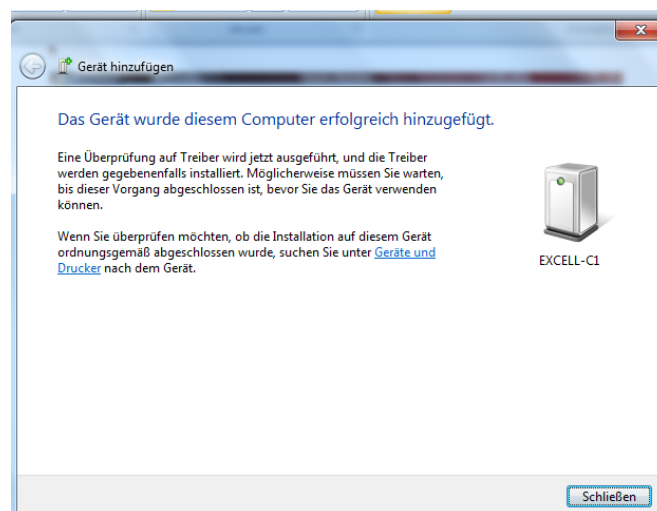 Gerät hinzufügen
Das Gerät wurde diesem Computer erfolgreich hinzugefügt.
Eine Überprüfung auf Treiber wird jetzt ausgeführt, und die Treiber
werden gegebenenfalls installiert. Möglicherweise müssen Sie warten,
bis dieser Vorgang abgeschlossen ist, bevor Sie das Gerät verwenden
können.
Wenn Sie überprüfen möchten, ob die Installation auf diesem Gerät
ordnungsgemäß abgeschlossen wurde, suchen Sie unter Geräte und
Drucker nach dem Gerät.
EXCELL-C1
Schließen